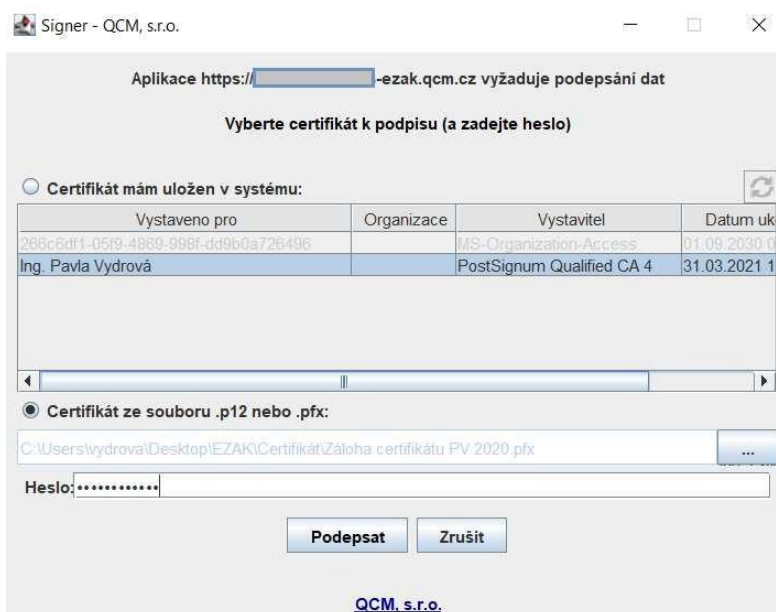 Signer - QCM, s.r.o.
Aplikace https:// -ezak.qcm.cz vyžaduje podepsání dat
Vyberte certifikát k podpisu (a zadejte heslo)
Certifikát mám uložen v systému:
Vystaveno pro Organizace Vystavitel Datum uk
266c6df1-05f9-4869-998f-dd9b0a726496 MS-Organization-Access 01.09.2030 0
Ing. Pavla Vydrová PostSignum Qualified CA 4 31.03.2021 1
Certifikát ze souboru .p12 nebo .pfx:
C:\Users\vydrova\Desktop\EZAK\Certifikát\Záloha certifikátu PV 2020.pfx ...
Heslo: ••••••••••••
Podepsat Zrušit
QCM, s.r.o.